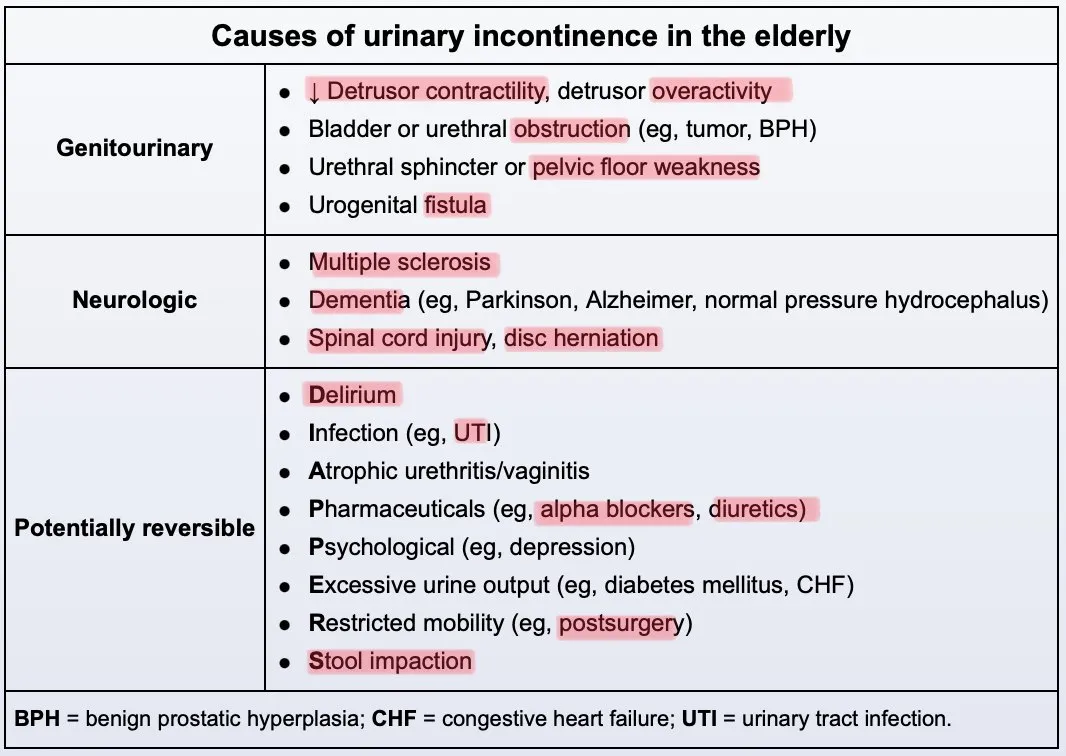 Causes of urinary incontinence in the elderly
Genitourinary
• ↓ Detrusor contractility, detrusor overactivity
• Bladder or urethral obstruction (eg, tumor, BPH)
• Urethral sphincter or pelvic floor weakness
• Urogenital fistula
Neurologic
• Multiple sclerosis
• Dementia (eg, Parkinson, Alzheimer, normal pressure hydrocephalus)
• Spinal cord injury, disc herniation
Potentially reversible
• Delirium
• Infection (eg, UTI)
• Atrophic urethritis/vaginitis
• Pharmaceuticals (eg, alpha blockers, diuretics)
• Psychological (eg, depression)
• Excessive urine output (eg, diabetes mellitus, CHF)
• Restricted mobility (eg, postsurgery)
• Stool impaction
BPH = benign prostatic hyperplasia; CHF = congestive heart failure; UTI = urinary tract infection.